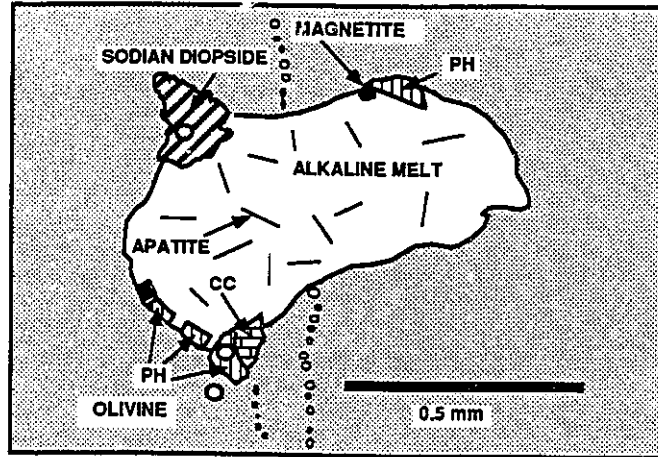 MAGNETITE
SODIAN DIOPSIDE
PH
ALKALINE MELT
APATITE
CC
PH
OLIVINE
0.5 mm